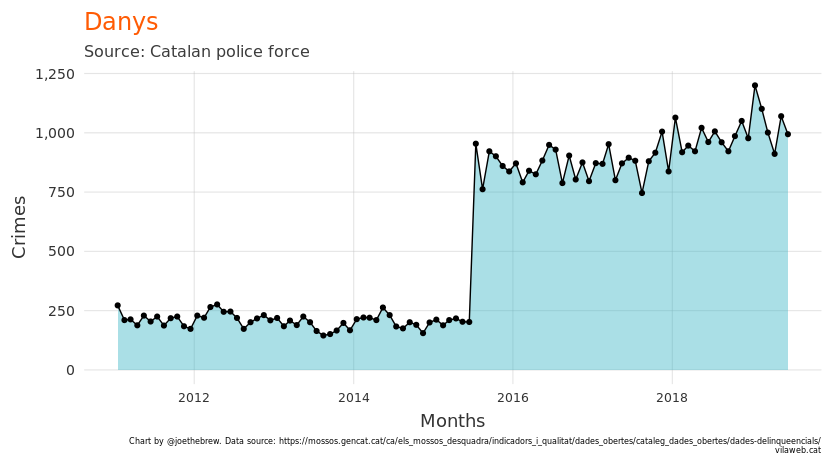 Danys
Source: Catalan police force
1,250
1,000
750
500
250
0
Crimes
2012 2014 2016 2018
Months
Chart by @joethebrew. Data source: https://mossos.gencat.cat/ca/els_mossos_desquadra/indicadors_i_qualitat/dades_obertes/cataleg_dades_obertes/dades-delinqueencials/
vilaweb.cat